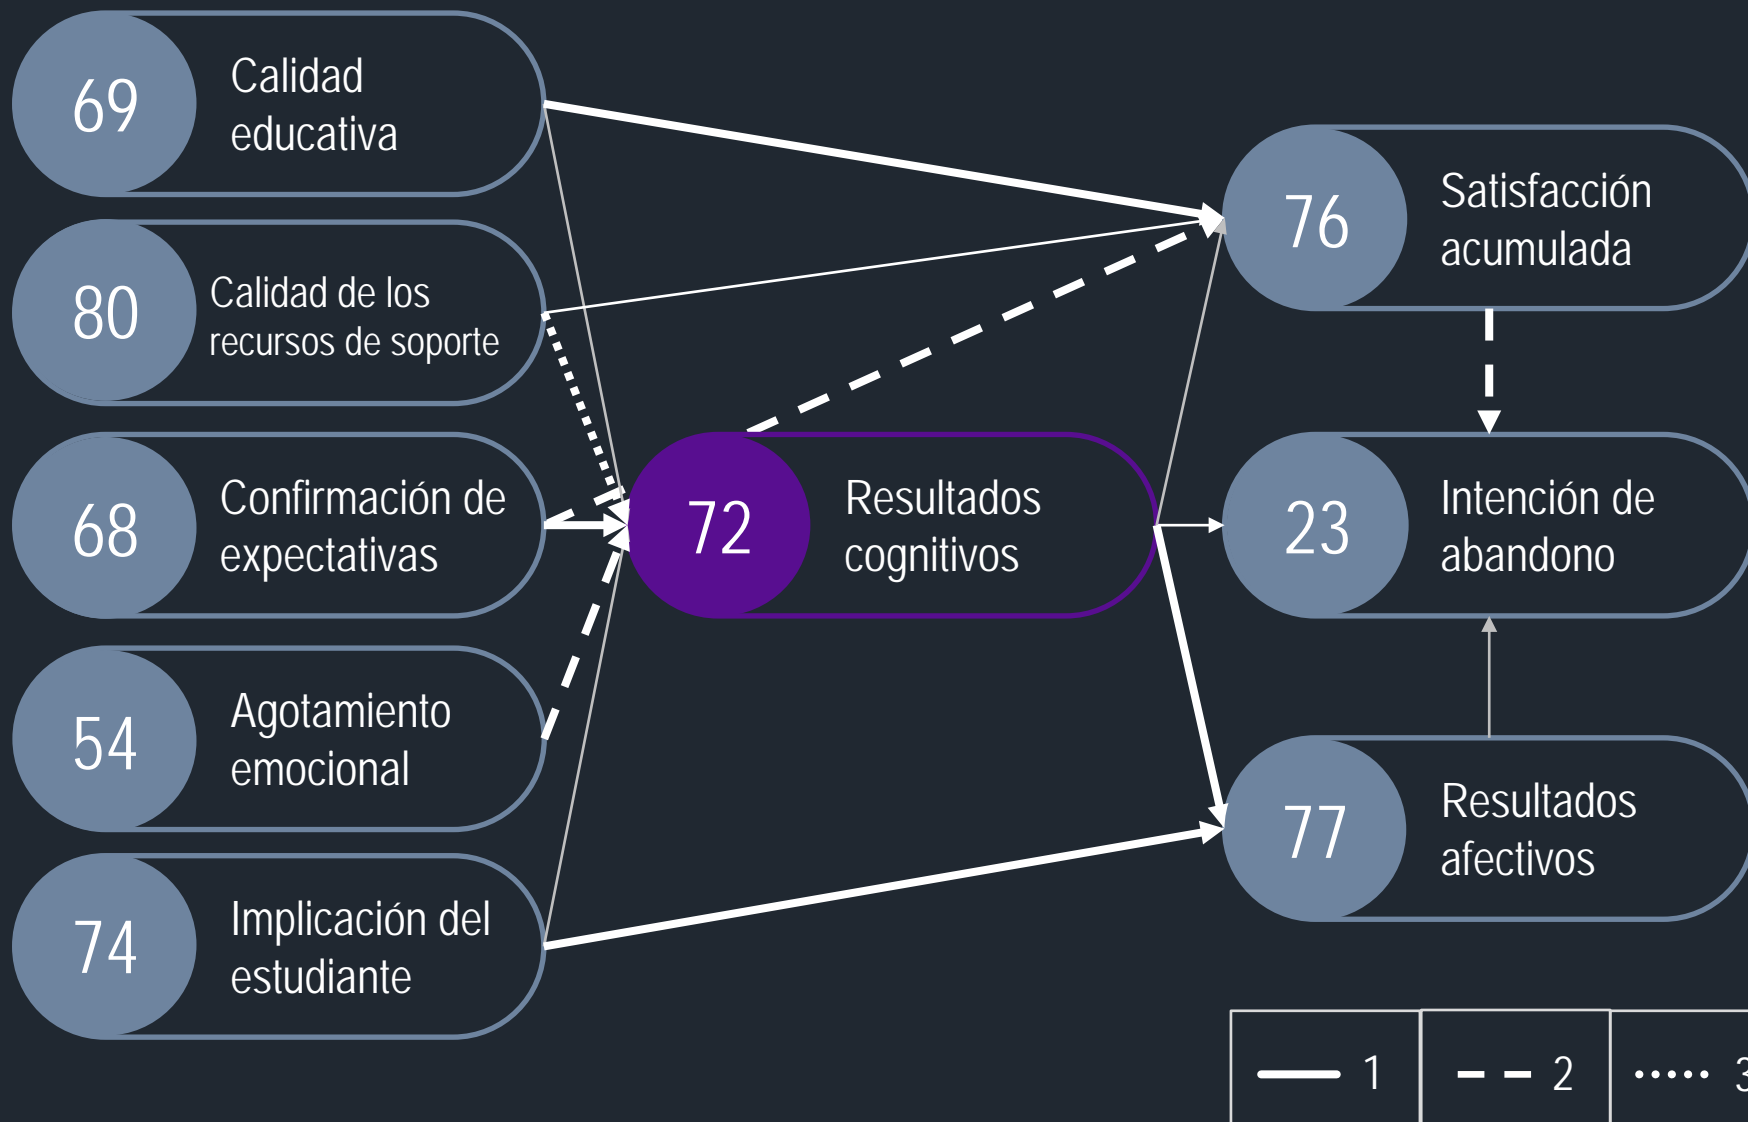 69
Calidad
educativa
80
Calidad de los
recursos de soporte
68
Confirmación de
expectativas
54
Agotamiento
emocional
74
Implicación del
estudiante
72
Resultados
cognitivos
76
Satisfacción
acumulada
23
Intención de
abandono
77
Resultados
afectivos
1
2
3